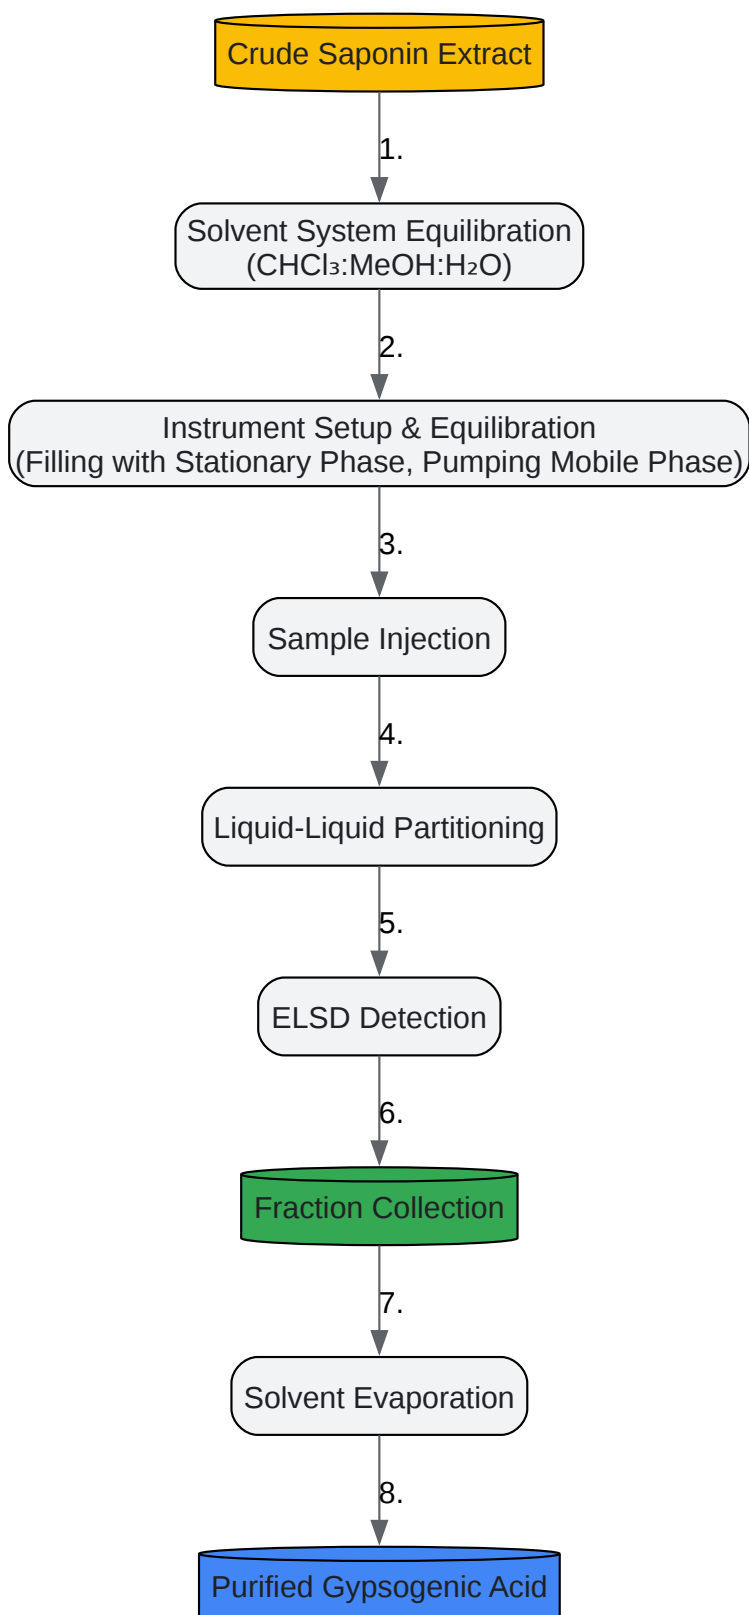 Crude Saponin Extract
1.
Solvent System Equilibration
(CHCl₃:MeOH:H₂O)
2.
Instrument Setup & Equilibration
(Filling with Stationary Phase, Pumping Mobile Phase)
3.
Sample Injection
4.
Liquid-Liquid Partitioning
5.
ELSD Detection
6.
Fraction Collection
7.
Solvent Evaporation
8.
Purified Gypsogenic Acid